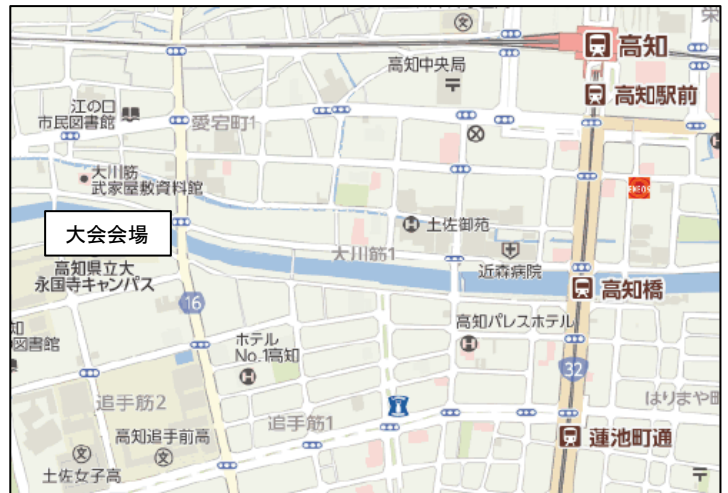 栄
高知
高知中央局
高知駅前
江の口
市民図書館
愛宕町1
大川筋
武家屋敷資料館
ENEOS
大会会場
土佐御苑
大川筋1
近森病院
高知県立大
永国寺キャンパス
高知橋
16
知
図書館
ホテル
No.1高知
高知パレスホテル
32
追手筋2
はりまや町
追手筋1
高知追手前高
蓮池町通
土佐女子高